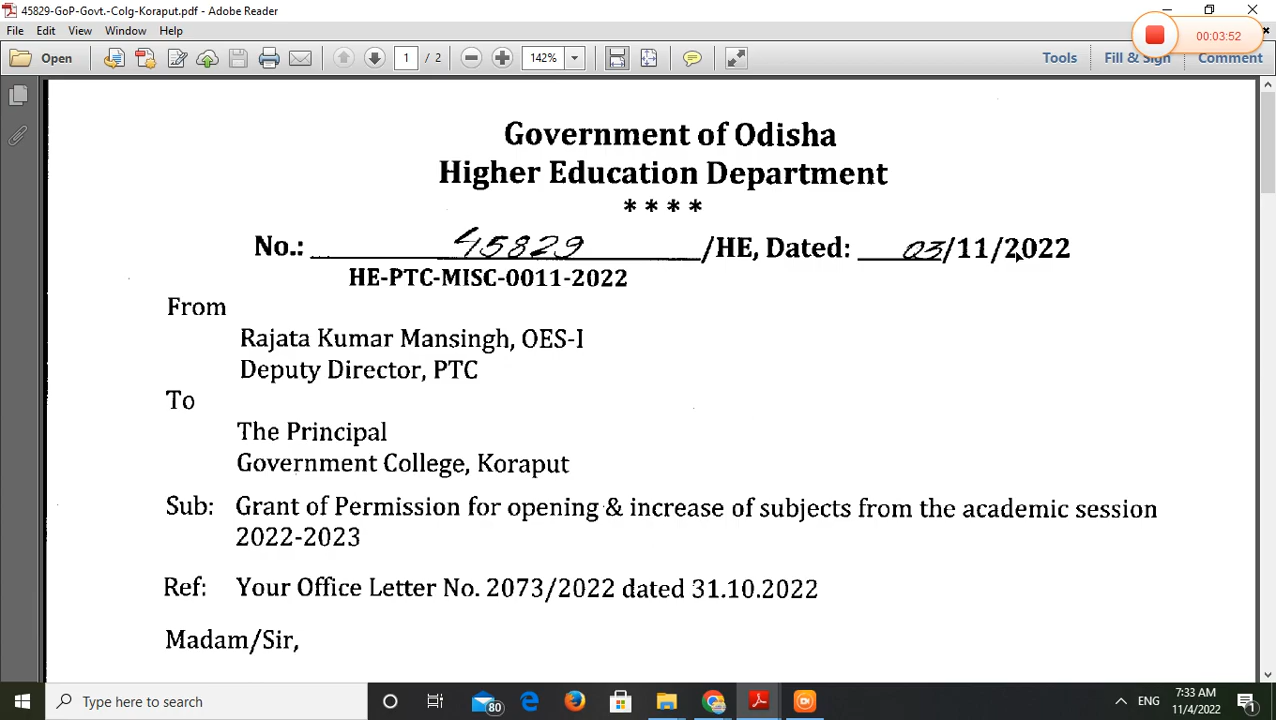 45829-GoP-Govt.-Colg-Koraput.pdf - Adobe Reader
File Edit View Window Help
00:03:52
Open 1 / 2 142% Tools Fill & Sign Comment
Government of Odisha
Higher Education Department
* * * *
No.: 45829 /HE, Dated: 03/11/2022
HE-PTC-MISC-0011-2022
From
Rajata Kumar Mansingh, OES-I
Deputy Director, PTC
To
The Principal
Government College, Koraput
Sub: Grant of Permission for opening & increase of subjects from the academic session
2022-2023
Ref: Your Office Letter No. 2073/2022 dated 31.10.2022
Madam/Sir,
Type here to search 80 ENG 7:33 AM
11/4/2022 1